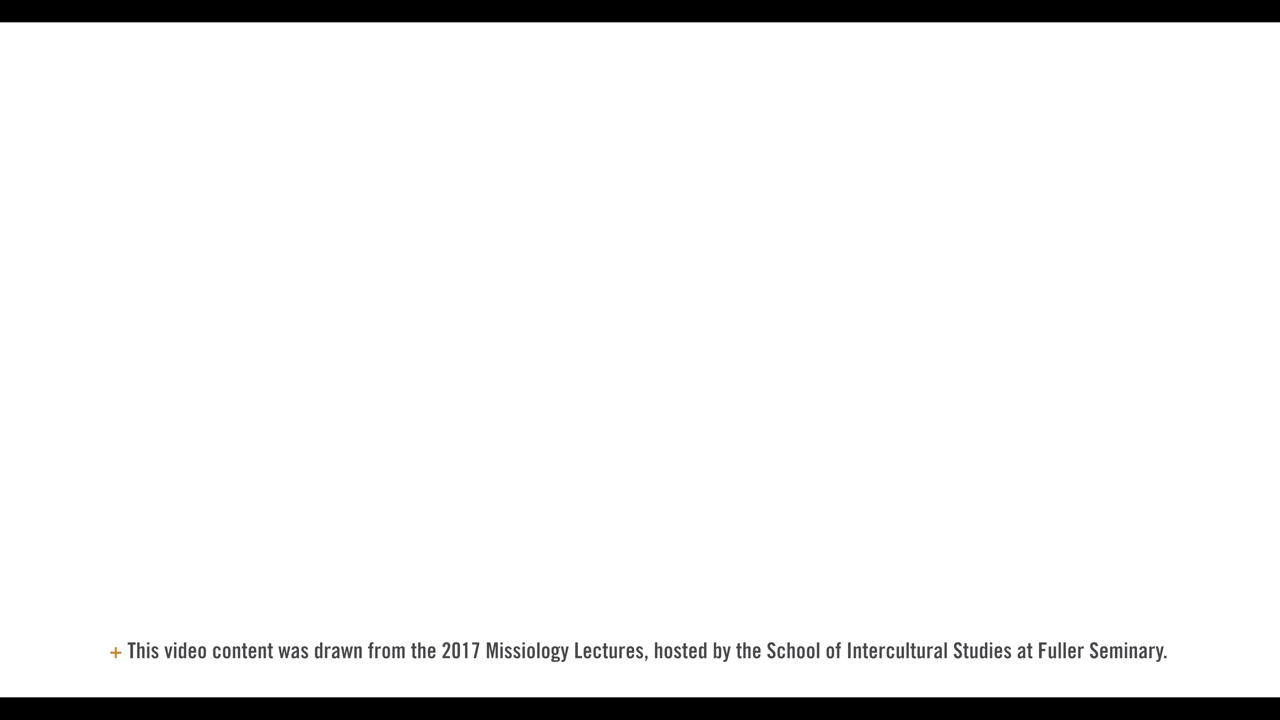 + This video content was drawn from the 2017 Missiology Lectures, hosted by the School of Intercultural Studies at Fuller Seminary.